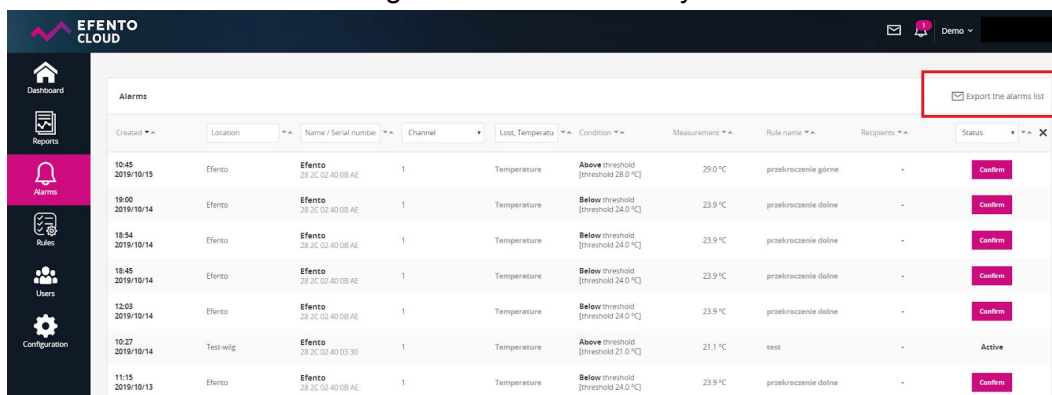 EFENTO
CLOUD
1
Demo
Dashboard
Reports
Alarms
Rules
Users
Configuration
Alarms
Export the alarms list
Created Location Name / Serial numbe Channel Lost, Temperatu Condition Measurement Rule name Recipients Status
10:45 2019/10/15 Efento Efento 28 2C 02 40 0B AE 1 Temperature Above threshold [threshold 28.0 °C] 29.0 °C przekroczenie górne - Confirm
19:00 2019/10/14 Efento Efento 28 2C 02 40 0B AE 1 Temperature Below threshold [threshold 24.0 °C] 23.9 °C przekroczenie dolne - Confirm
18:54 2019/10/14 Efento Efento 28 2C 02 40 0B AE 1 Temperature Below threshold [threshold 24.0 °C] 23.9 °C przekroczenie dolne - Confirm
18:45 2019/10/14 Efento Efento 28 2C 02 40 0B AE 1 Temperature Below threshold [threshold 24.0 °C] 23.9 °C przekroczenie dolne - Confirm
12:03 2019/10/14 Efento Efento 28 2C 02 40 0B AE 1 Temperature Below threshold [threshold 24.0 °C] 23.9 °C przekroczenie dolne - Confirm
10:27 2019/10/14 Test-wilg Efento 28 2C 02 40 03 30 1 Temperature Above threshold [threshold 21.0 °C] 21.1 °C test - Active
11:15 2019/10/13 Efento Efento 28 2C 02 40 0B AE 1 Temperature Below threshold [threshold 24.0 °C] 23.9 °C przekroczenie dolne - Confirm